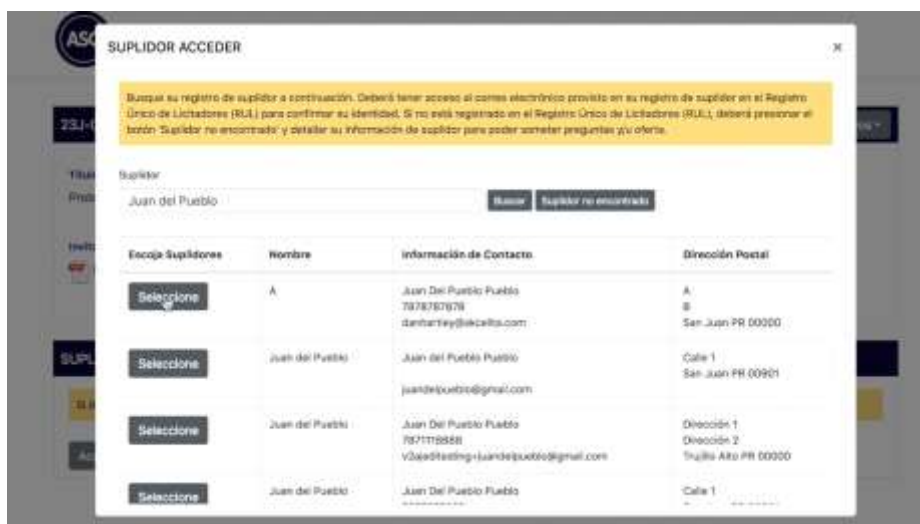 ASG
SUPLIDOR ACCEDER
×
Busque su registro de suplidor a continuación. Deberá tener acceso al correo electrónico provisto en su registro de suplidor en el Registro
Único de Licitadores (RUL) para confirmar su identidad. Si no está registrado en el Registro Único de Licitadores (RUL), deberá presionar el
botón 'Suplidor no encontrado' y detallar su información de suplidor para poder someter preguntas y/u oferta.
Suplidor
Juan del Pueblo Buscar Suplidor no encontrado
Escoja Suplidores Nombre Información de Contacto Dirección Postal
Seleccione A Juan Del Pueblo Pueblo A
7878787878 B
San Juan PR 00000
Seleccione Juan del Pueblo Juan del Pueblo Pueblo Calle 1
San Juan PR 00901
juandelpueblo@gmail.com
Seleccione Juan del Pueblo Juan Del Pueblo Pueblo Dirección 1
Dirección 2
Trujillo Alto PR 00000
Seleccione Juan del Pueblo Juan Del Pueblo Pueblo Calle 1